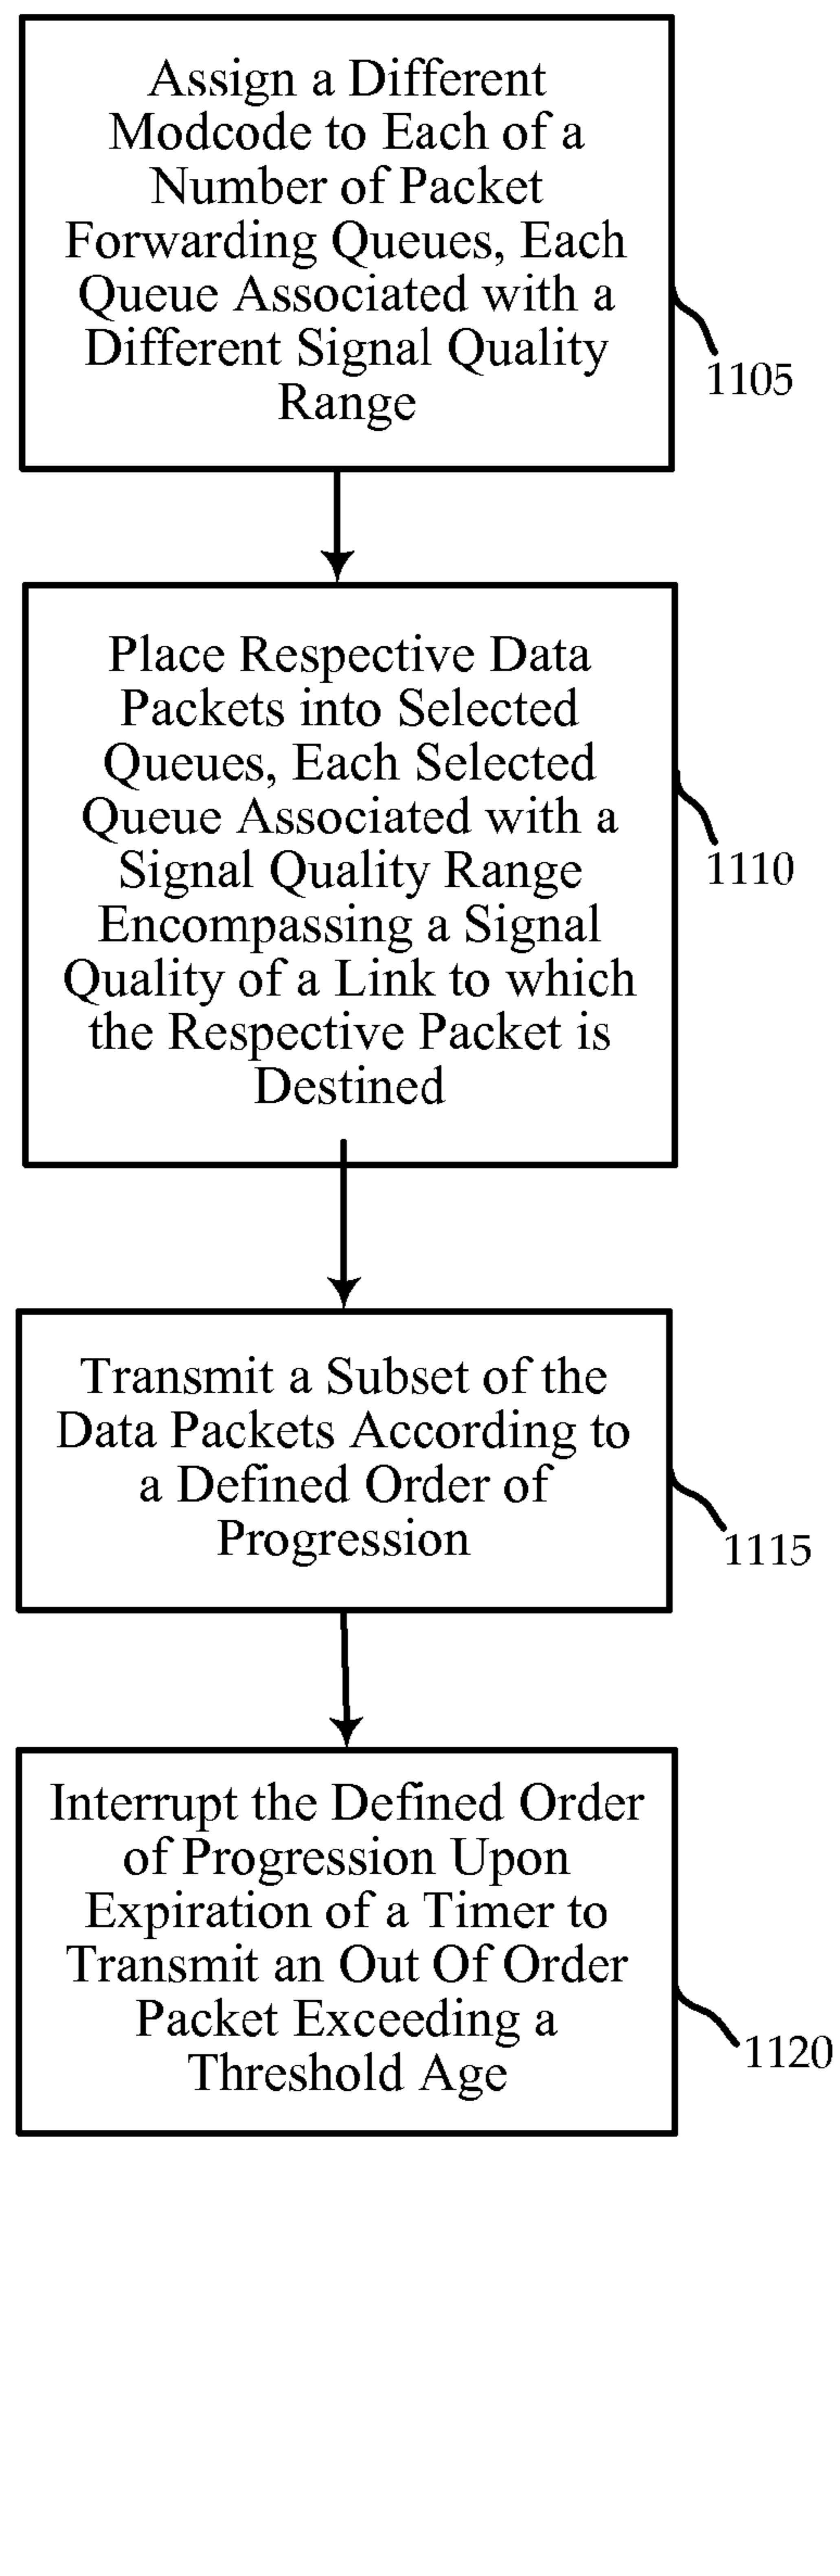 Assign a Different
Modcode to Each of a
Number of Packet
Forwarding Queues, Each
Queue Associated with a
Different Signal Quality
Range
1105
Place Respective Data
Packets into Selected
Queues, Each Selected
Queue Associated with a
Signal Quality Range
Encompassing a Signal
Quality of a Link to which
the Respective Packet is
Destined
1110
Transmit a Subset of the
Data Packets According to
a Defined Order of
Progression
1115
Interrupt the Defined Order
of Progression Upon
Expiration of a Timer to
Transmit an Out Of Order
Packet Exceeding a
Threshold Age
1120